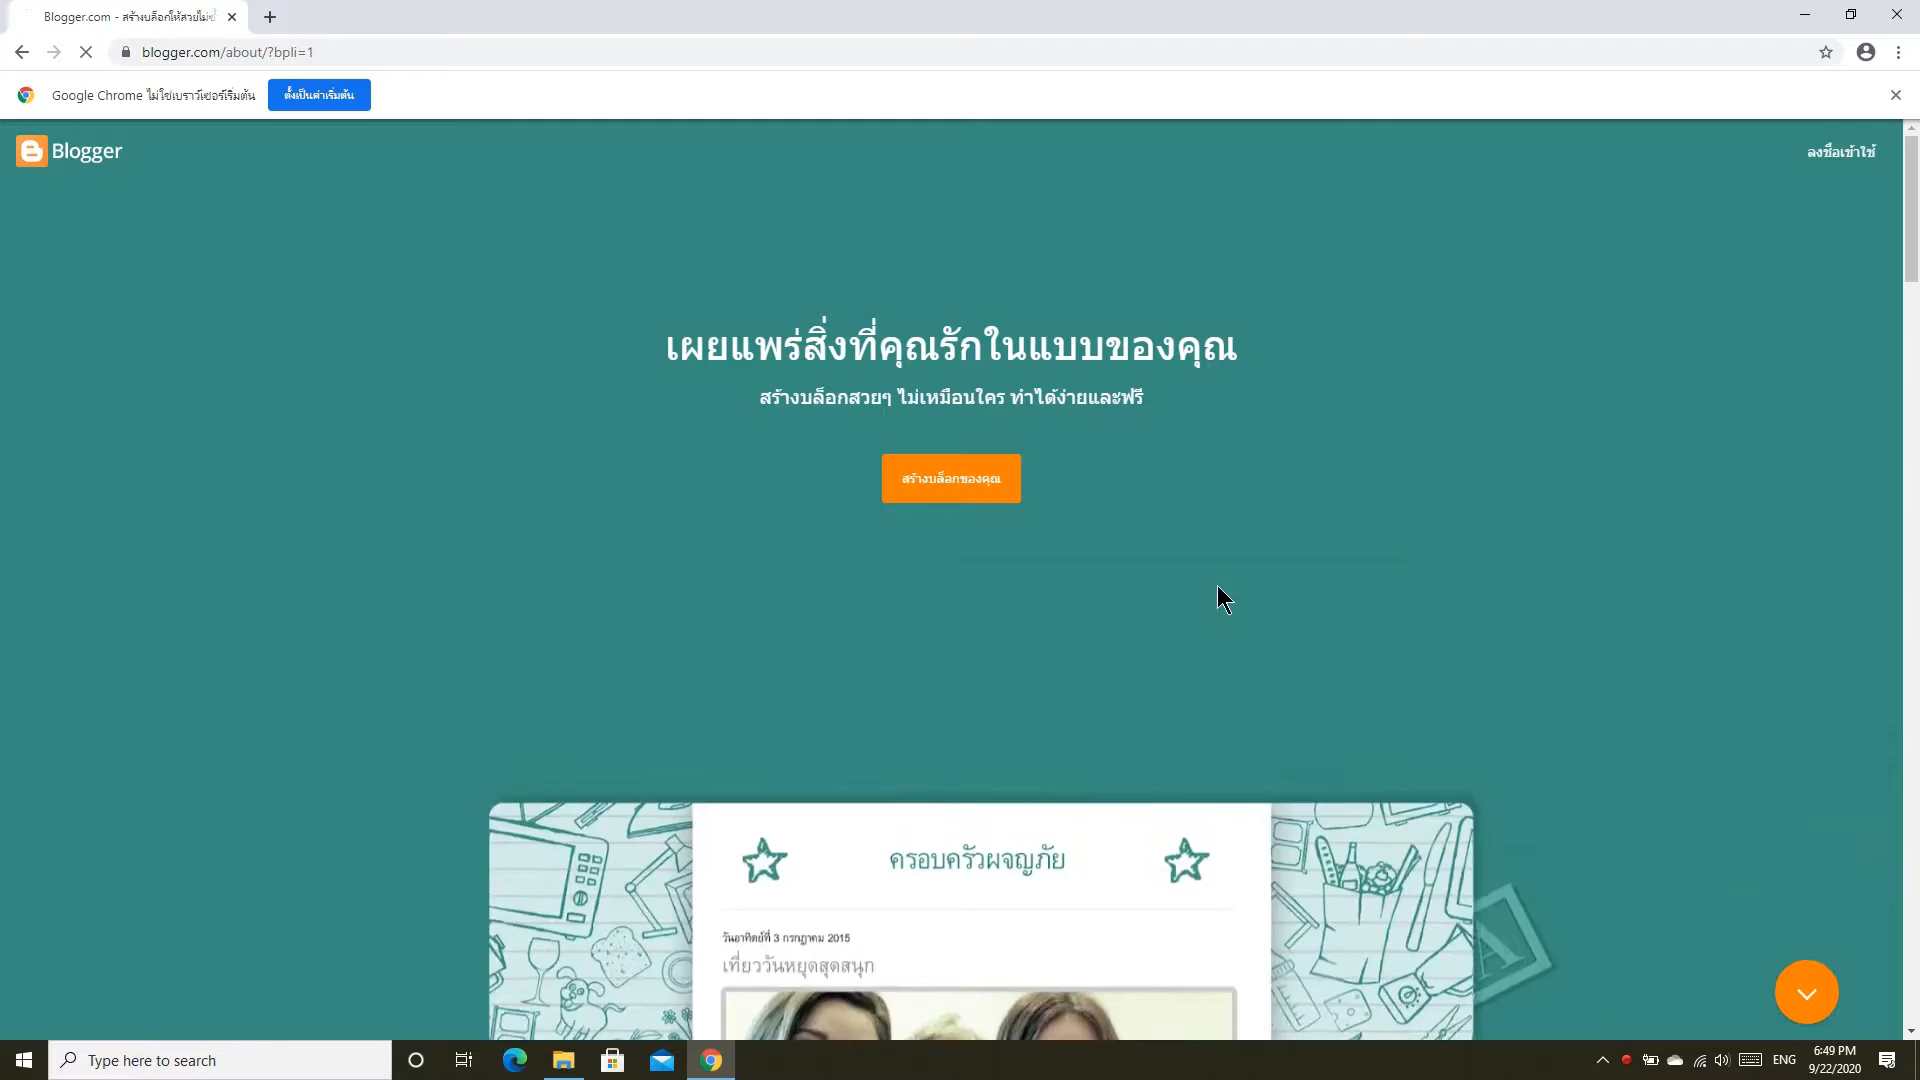 Blogger.com - สร้างบล็อกให้สวยไม่ซ้ำ
blogger.com/about/?bpli=1
Google Chrome ไม่ใช่เบราว์เซอร์เริ่มต้น
ตั้งเป็นค่าเริ่มต้น
Blogger
ลงชื่อเข้าใช้
เผยแพร่สิ่งที่คุณรักในแบบของคุณ
สร้างบล็อกสวยๆ ไม่เหมือนใคร ทำได้ง่ายและฟรี
สร้างบล็อกของคุณ
ครอบครัวผจญภัย
วันอาทิตย์ที่ 3 กรกฎาคม 2015
เที่ยววันหยุดสุดสนุก
A
Type here to search
ENG
6:49 PM
9/22/2020